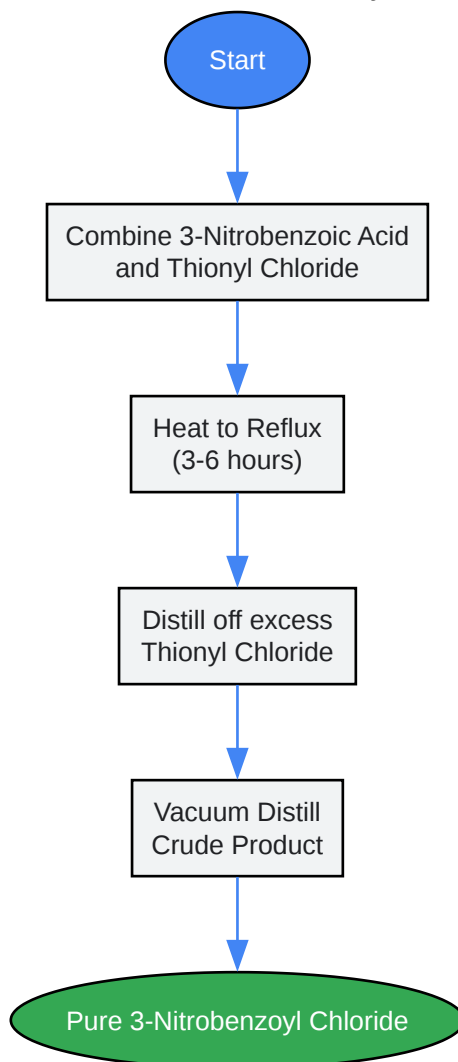 Start
Combine 3-Nitrobenzoic Acid
and Thionyl Chloride
Heat to Reflux
(3-6 hours)
Distill off excess
Thionyl Chloride
Vacuum Distill
Crude Product
Pure 3-Nitrobenzoyl Chloride